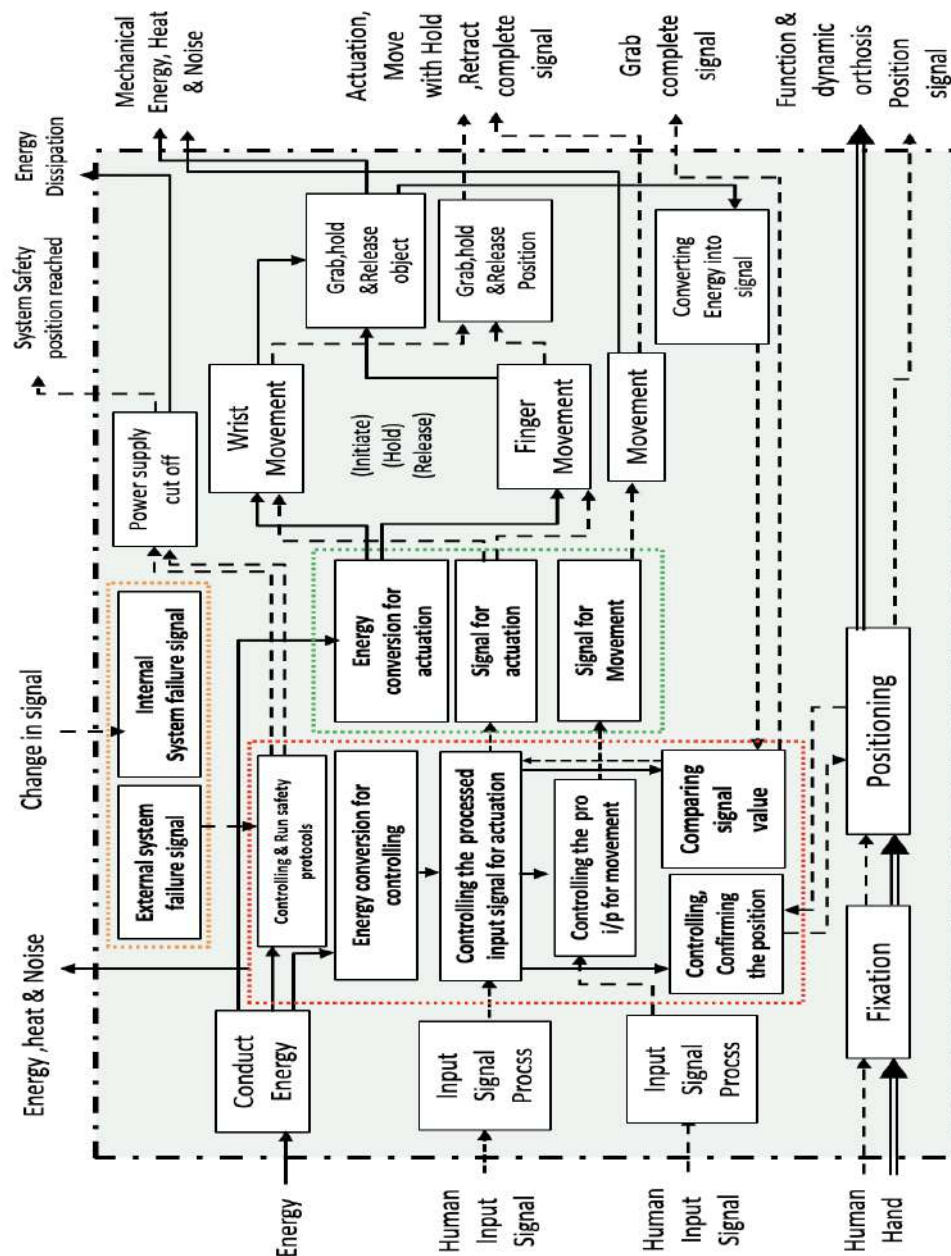 Energy ,heat & Noise
Change in signal
System Safety
position reached
Energy
Dissipation
Mechanical
Energy, Heat
& Noise
External system
failure signal
Internal
System failure signal
Power supply
cut off
Energy
Conduct
Energy
Controlling & Run safety
protocols
Energy conversion for
controlling
Energy
conversion for
actuation
Wrist
Movement
Grab,hold
&Release
object
Actuation,
Move
with Hold
,Retract
complete
signal
(Initiate)
(Hold)
(Release)
Human
Input
Signal
Input
Signal
Procss
Controlling the processed
input signal for actuation
Signal for
actuation
Finger
Movement
Grab,hold
&Release
Position
Grab
complete
signal
Human
Input
Signal
Input
Signal
Procss
Controlling the pro
i/p for movement
Signal for
Movement
Movement
Converting
Energy into
signal
Controlling,
Confirming
the position
Comparing
signal
value
Human
Hand
Fixation
Positioning
Function &
dynamic
orthosis
Position
signal